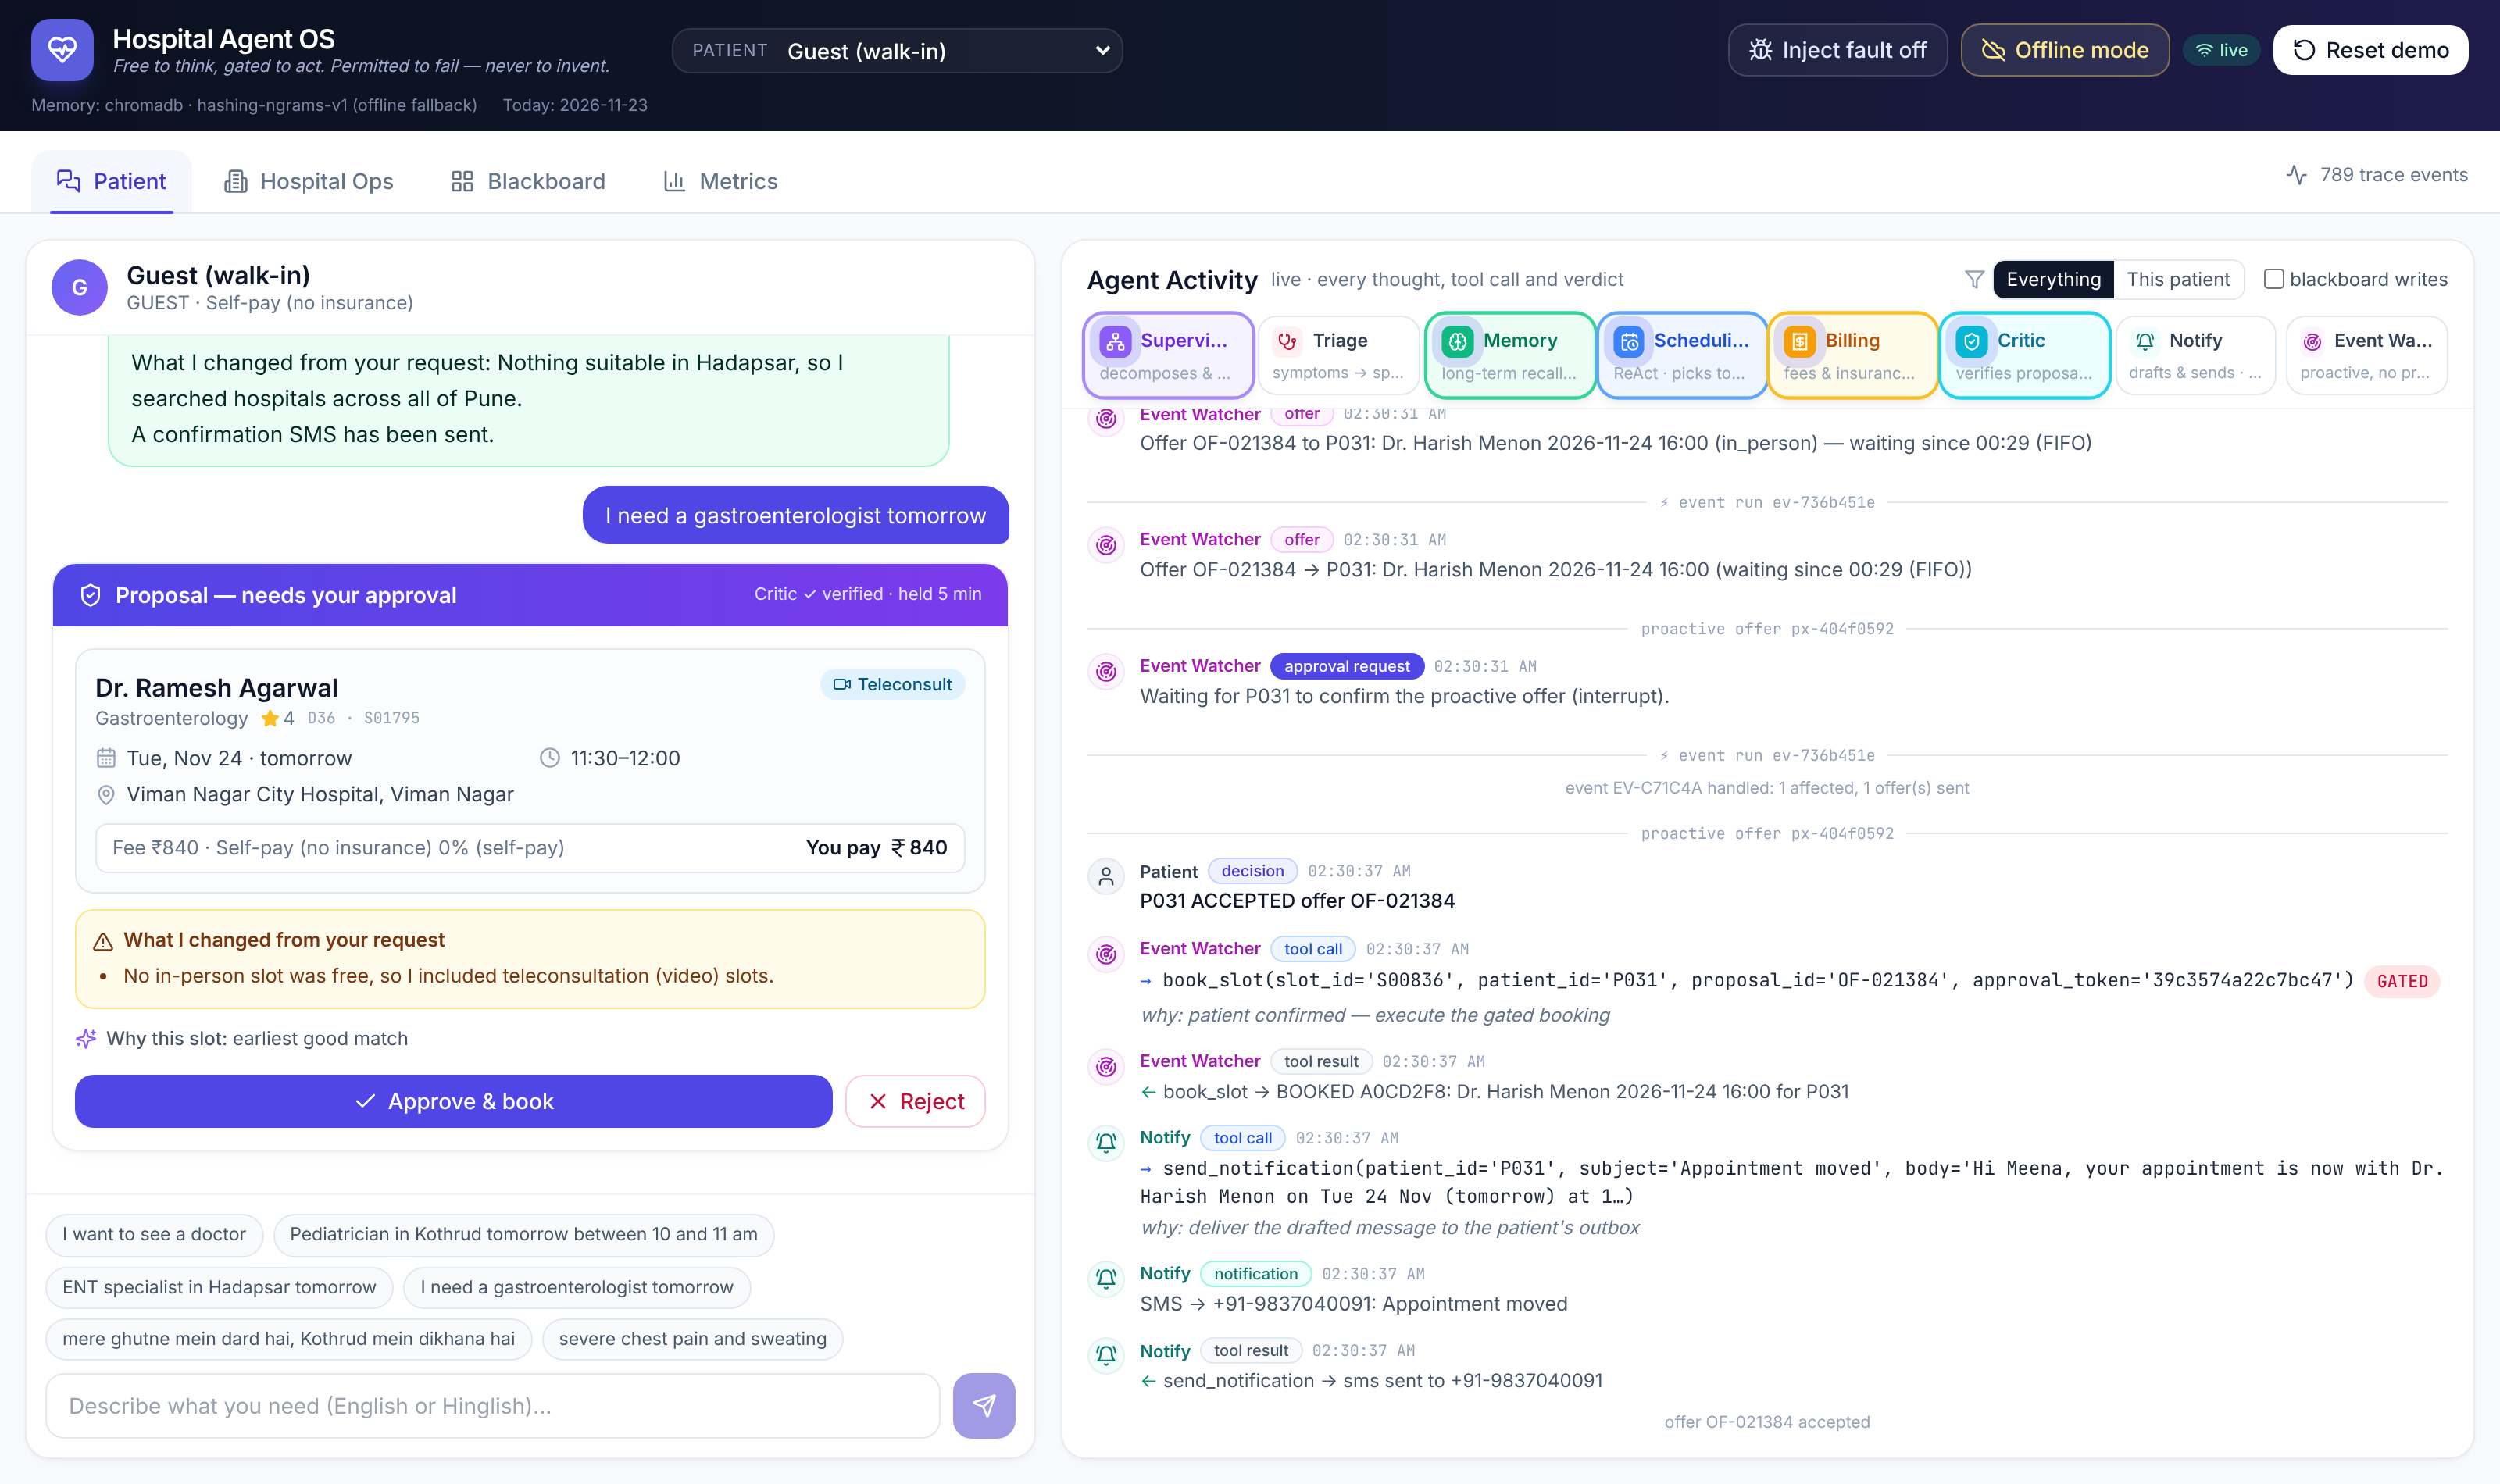 Hospital Agent OS
Free to think, gated to act. Permitted to fail — never to invent.
PATIENT Guest (walk-in)
Inject fault off
Offline mode
live
Reset demo
Memory: chromadb · hashing-ngrams-v1 (offline fallback) Today: 2026-11-23
Patient
Hospital Ops
Blackboard
Metrics
789 trace events
G
Guest (walk-in)
GUEST · Self-pay (no insurance)
What I changed from your request: Nothing suitable in Hadapsar, so I
searched hospitals across all of Pune.
A confirmation SMS has been sent.
I need a gastroenterologist tomorrow
Proposal — needs your approval
Critic ✓ verified · held 5 min
Dr. Ramesh Agarwal
Teleconsult
Gastroenterology 4 D36 · S01795
Tue, Nov 24 · tomorrow
11:30–12:00
Viman Nagar City Hospital, Viman Nagar
Fee ₹840 · Self-pay (no insurance) 0% (self-pay)
You pay ₹840
What I changed from your request
• No in-person slot was free, so I included teleconsultation (video) slots.
Why this slot: earliest good match
Approve & book
Reject
I want to see a doctor
Pediatrician in Kothrud tomorrow between 10 and 11 am
ENT specialist in Hadapsar tomorrow
I need a gastroenterologist tomorrow
mere ghutne mein dard hai, Kothrud mein dikhana hai
severe chest pain and sweating
Describe what you need (English or Hinglish)...
Agent Activity live · every thought, tool call and verdict
Everything
This patient
blackboard writes
Supervi...
decomposes & ...
Triage
symptoms → sp...
Memory
long-term recall...
Scheduli...
ReAct · picks to...
Billing
fees & insuranc...
Critic
verifies proposa...
Notify
drafts & sends · ...
Event Wa...
proactive, no pr...
Event Watcher offer 02:30:31 AM
Offer OF-021384 to P031: Dr. Harish Menon 2026-11-24 16:00 (in_person) — waiting since 00:29 (FIFO)
⚡ event run ev-736b451e
Event Watcher offer 02:30:31 AM
Offer OF-021384 → P031: Dr. Harish Menon 2026-11-24 16:00 (waiting since 00:29 (FIFO))
proactive offer px-404f0592
Event Watcher approval request 02:30:31 AM
Waiting for P031 to confirm the proactive offer (interrupt).
⚡ event run ev-736b451e
event EV-C71C4A handled: 1 affected, 1 offer(s) sent
proactive offer px-404f0592
Patient decision 02:30:37 AM
P031 ACCEPTED offer OF-021384
Event Watcher tool call 02:30:37 AM
→ book_slot(slot_id='S00836', patient_id='P031', proposal_id='OF-021384', approval_token='39c3574a22c7bc47') GATED
why: patient confirmed — execute the gated booking
Event Watcher tool result 02:30:37 AM
← book_slot → BOOKED A0CD2F8: Dr. Harish Menon 2026-11-24 16:00 for P031
Notify tool call 02:30:37 AM
→ send_notification(patient_id='P031', subject='Appointment moved', body='Hi Meena, your appointment is now with Dr.
Harish Menon on Tue 24 Nov (tomorrow) at 1…)
why: deliver the drafted message to the patient's outbox
Notify notification 02:30:37 AM
SMS → +91-9837040091: Appointment moved
Notify tool result 02:30:37 AM
← send_notification → sms sent to +91-9837040091
offer OF-021384 accepted